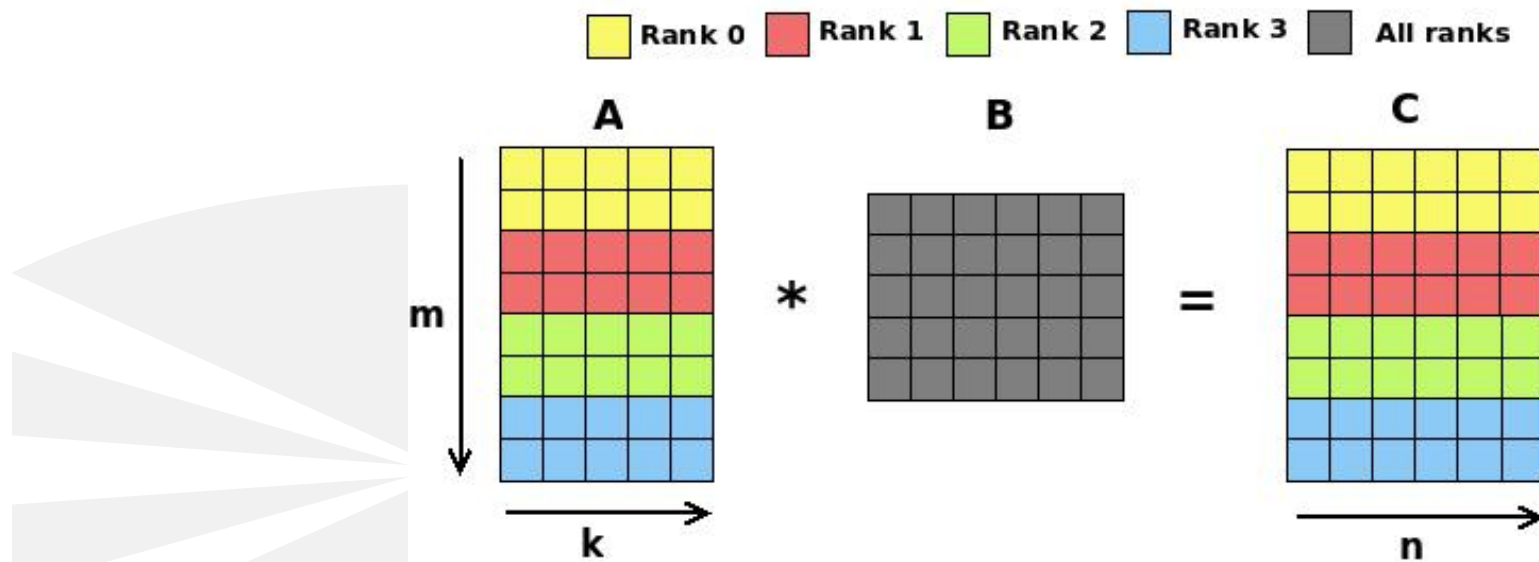 Rank 0 Rank 1 Rank 2 Rank 3 All ranks
A B C
m * =
k n